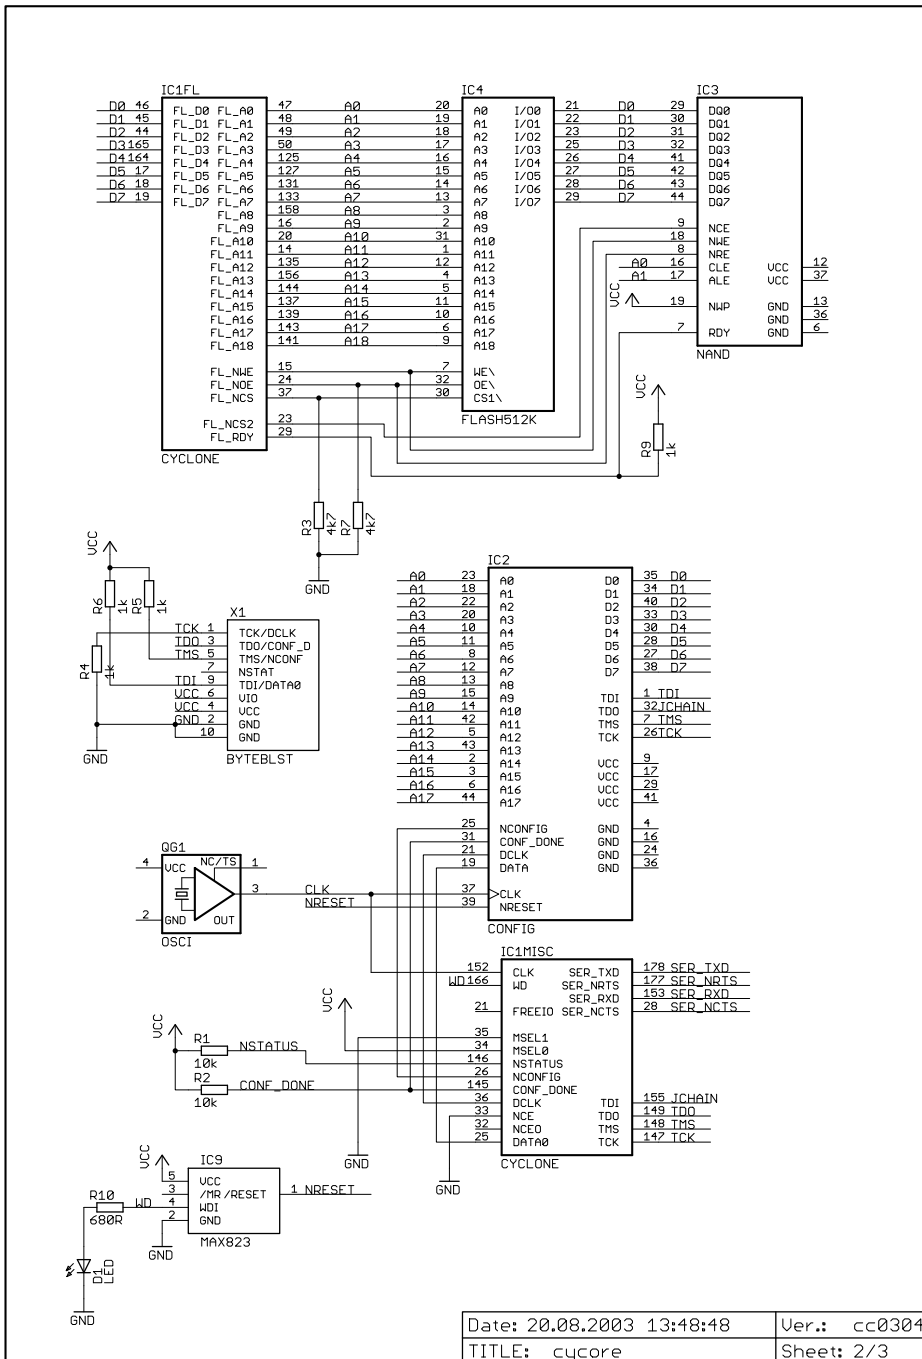 IC1FL
D0 46 FL_D0 FL_A0 47 A0
D1 45 FL_D1 FL_A1 48 A1
D2 44 FL_D2 FL_A2 49 A2
D3 165 FL_D3 FL_A3 50 A3
D4 164 FL_D4 FL_A4 125 A4
D5 17 FL_D5 FL_A5 127 A5
D6 18 FL_D6 FL_A6 131 A6
D7 19 FL_D7 FL_A7 133 A7
FL_A8 158 A8
FL_A9 16 A9
FL_A10 20 A10
FL_A11 14 A11
FL_A12 135 A12
FL_A13 156 A13
FL_A14 144 A14
FL_A15 137 A15
FL_A16 139 A16
FL_A17 143 A17
FL_A18 141 A18
FL_NWE 15
FL_NOE 24
FL_NCS 37
FL_NCS2 23
FL_RDY 29
CYCLONE
IC4
20 A0 I/O0 21 D0
19 A1 I/O1 22 D1
18 A2 I/O2 23 D2
17 A3 I/O3 25 D3
16 A4 I/O4 26 D4
15 A5 I/O5 27 D5
14 A6 I/O6 28 D6
13 A7 I/O7 29 D7
3 A8
2 A9
31 A10
1 A11
12 A12
4 A13
5 A14
11 A15
10 A16
6 A17
9 A18
7 WE\
32 OE\
30 CS1\
FLASH512K
IC3
29 DQ0
30 DQ1
31 DQ2
32 DQ3
41 DQ4
42 DQ5
43 DQ6
44 DQ7
9 NCE
18 NWE
8 NRE
A0 16 CLE VCC 12
A1 17 ALE VCC 37
VCC 19 NWP GND 13
GND 36
7 RDY GND 6
NAND
VCC
R9 1k
R3 4k7
R7 4k7
GND
VCC
R6 1k
R5 1k
R4 1k
GND
X1
TCK 1 TCK/DCLK
TDO 3 TDO/CONF_D
TMS 5 TMS/NCONF
7 NSTAT
TDI 9 TDI/DATA0
VCC 6 VIO
VCC 4 VCC
GND 2 GND
10 GND
BYTEBLST
IC2
A0 23 A0 D0 35 D0
A1 18 A1 D1 34 D1
A2 22 A2 D2 40 D2
A3 20 A3 D3 33 D3
A4 10 A4 D4 30 D4
A5 11 A5 D5 28 D5
A6 8 A6 D6 27 D6
A7 12 A7 D7 38 D7
A8 13 A8
A9 15 A9 TDI 1 TDI
A10 14 A10 TDO 32 JCHAIN
A11 42 A11 TMS 7 TMS
A12 5 A12 TCK 26 TCK
A13 43 A13
A14 2 A14 VCC 9
A15 3 A15 VCC 17
A16 6 A16 VCC 29
A17 44 A17 VCC 41
25 NCONFIG GND 4
31 CONF_DONE GND 16
21 DCLK GND 24
19 DATA GND 36
CLK 37 CLK
NRESET 39 NRESET
CONFIG
QG1
4 VCC NC/TS 1
3
2 GND OUT
OSCI
IC1MISC
152 CLK SER_TXD 178 SER_TXD
WD 166 WD SER_NRTS 177 SER_NRTS
SER_RXD 153 SER_RXD
21 FREEIO SER_NCTS 28 SER_NCTS
35 MSEL1
34 MSEL0
146 NSTATUS
26 NCONFIG
145 CONF_DONE
36 DCLK TDI 155 JCHAIN
33 NCE TDO 149 TDO
32 NCEO TMS 148 TMS
25 DATA0 TCK 147 TCK
CYCLONE
VCC
VCC
R1 NSTATUS
10k
R2 CONF_DONE
10k
GND
GND
VCC
IC9
5 VCC
3 /MR /RESET 1 NRESET
WD 4 WDI
2 GND
MAX823
R10
680R
GND
D1
LED
GND
Date: 20.08.2003 13:48:48 Ver.: cc0304
TITLE: cycore Sheet: 2/3